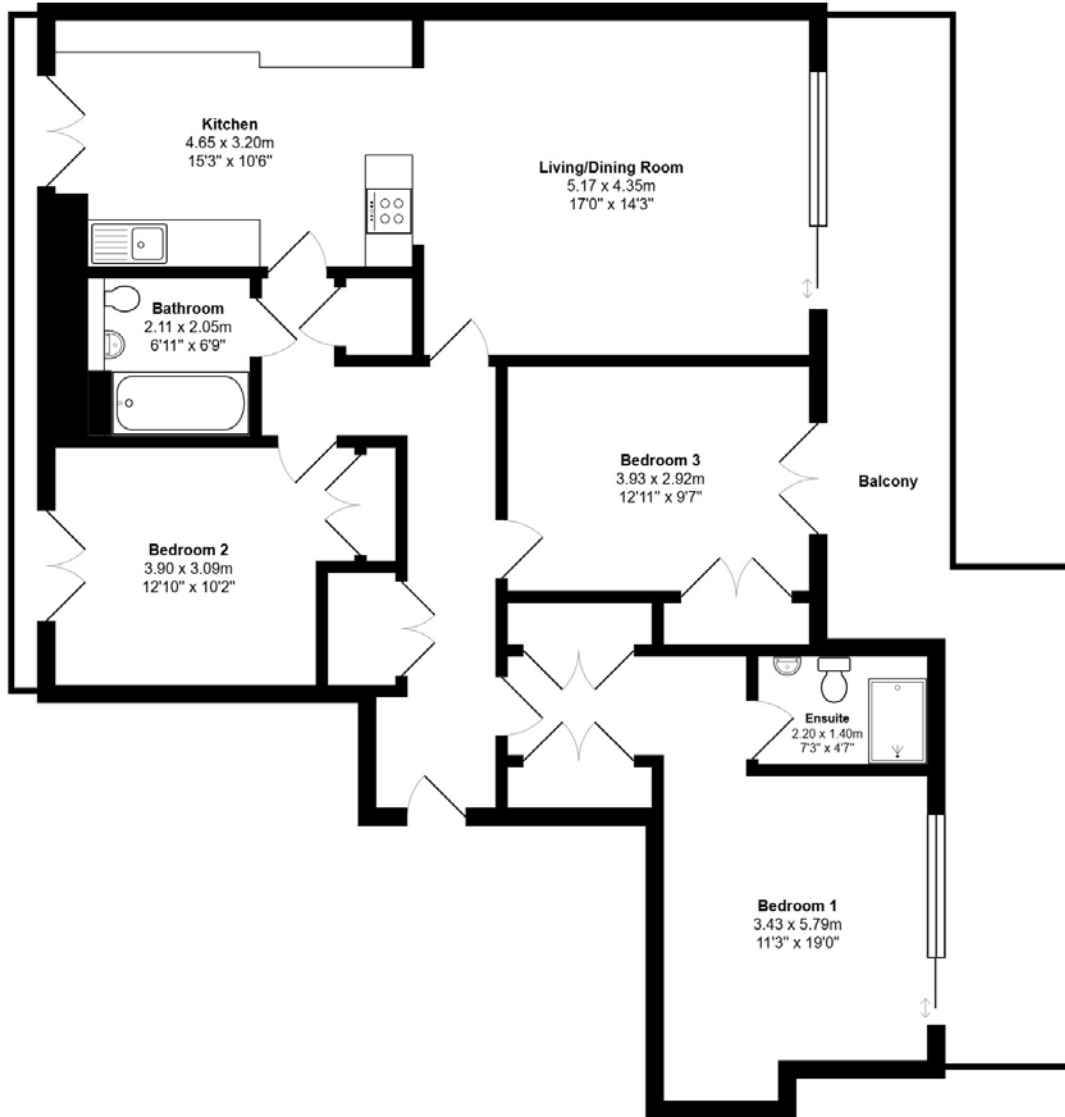 Kitchen
4.65 x 3.20m
15'3" x 10'6"
Living/Dining Room
5.17 x 4.35m
17'0" x 14'3"
Bathroom
2.11 x 2.05m
6'11" x 6'9"
Bedroom 3
3.93 x 2.92m
12'11" x 9'7"
Balcony
Bedroom 2
3.90 x 3.09m
12'10" x 10'2"
Ensuite
2.20 x 1.40m
7'3" x 4'7"
Bedroom 1
3.43 x 5.79m
11'3" x 19'0"